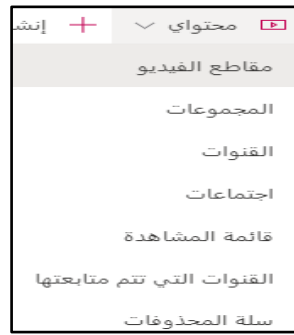 محتواي + إنش
مقاطع الفيديو
المجموعات
القنوات
اجتماعات
قائمة المشاهدة
القنوات التي تتم متابعتها
سلة المحذوفات